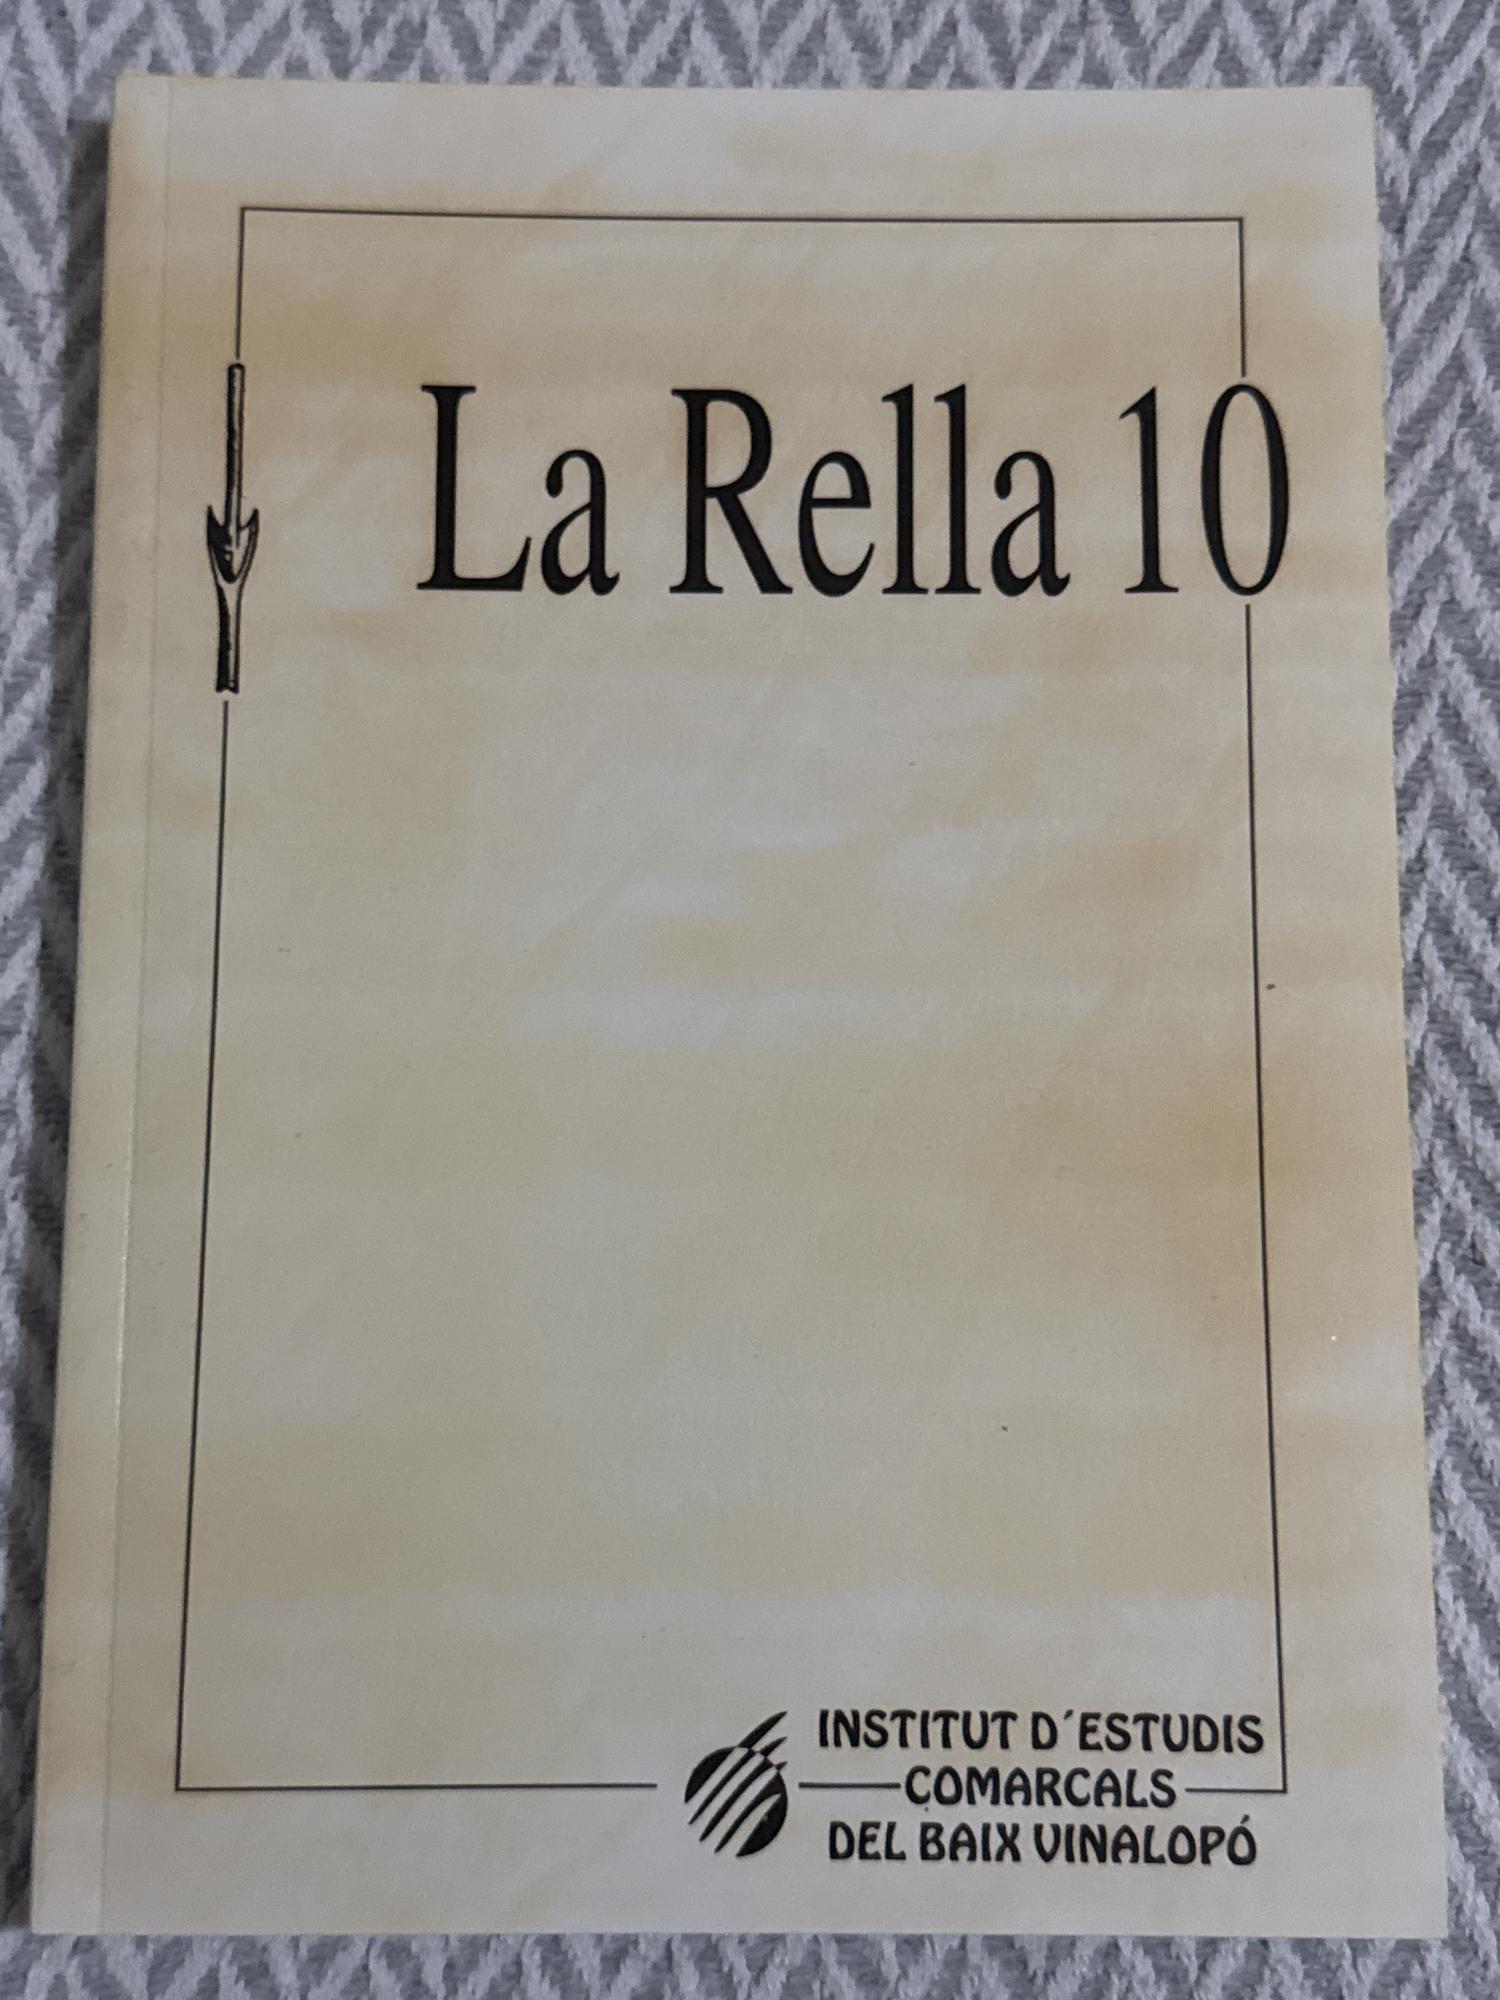 La Rella 10
INSTITUT D´ESTUDIS
COMARCALS
DEL BAIX VINALOPÓ